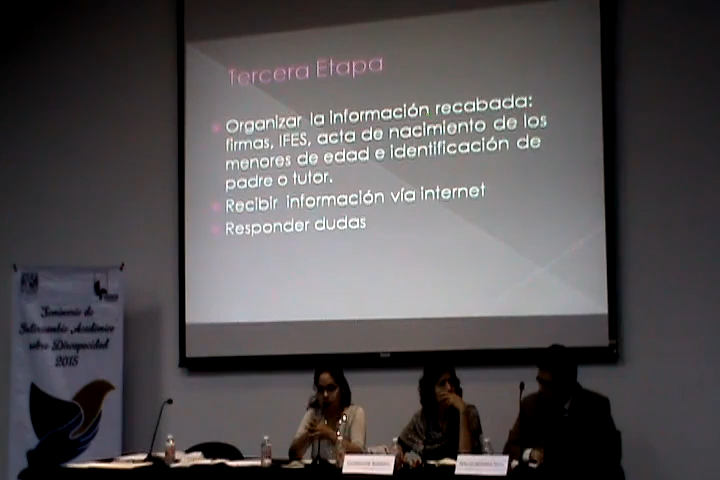 Tercera Etapa
Organizar la información recabada:
firmas, IFES, acta de nacimiento de los
menores de edad e identificación de
padre o tutor.
Recibir información vía internet
Responder dudas
Seminario de
Intercambio Académico
sobre Discapacidad
2015